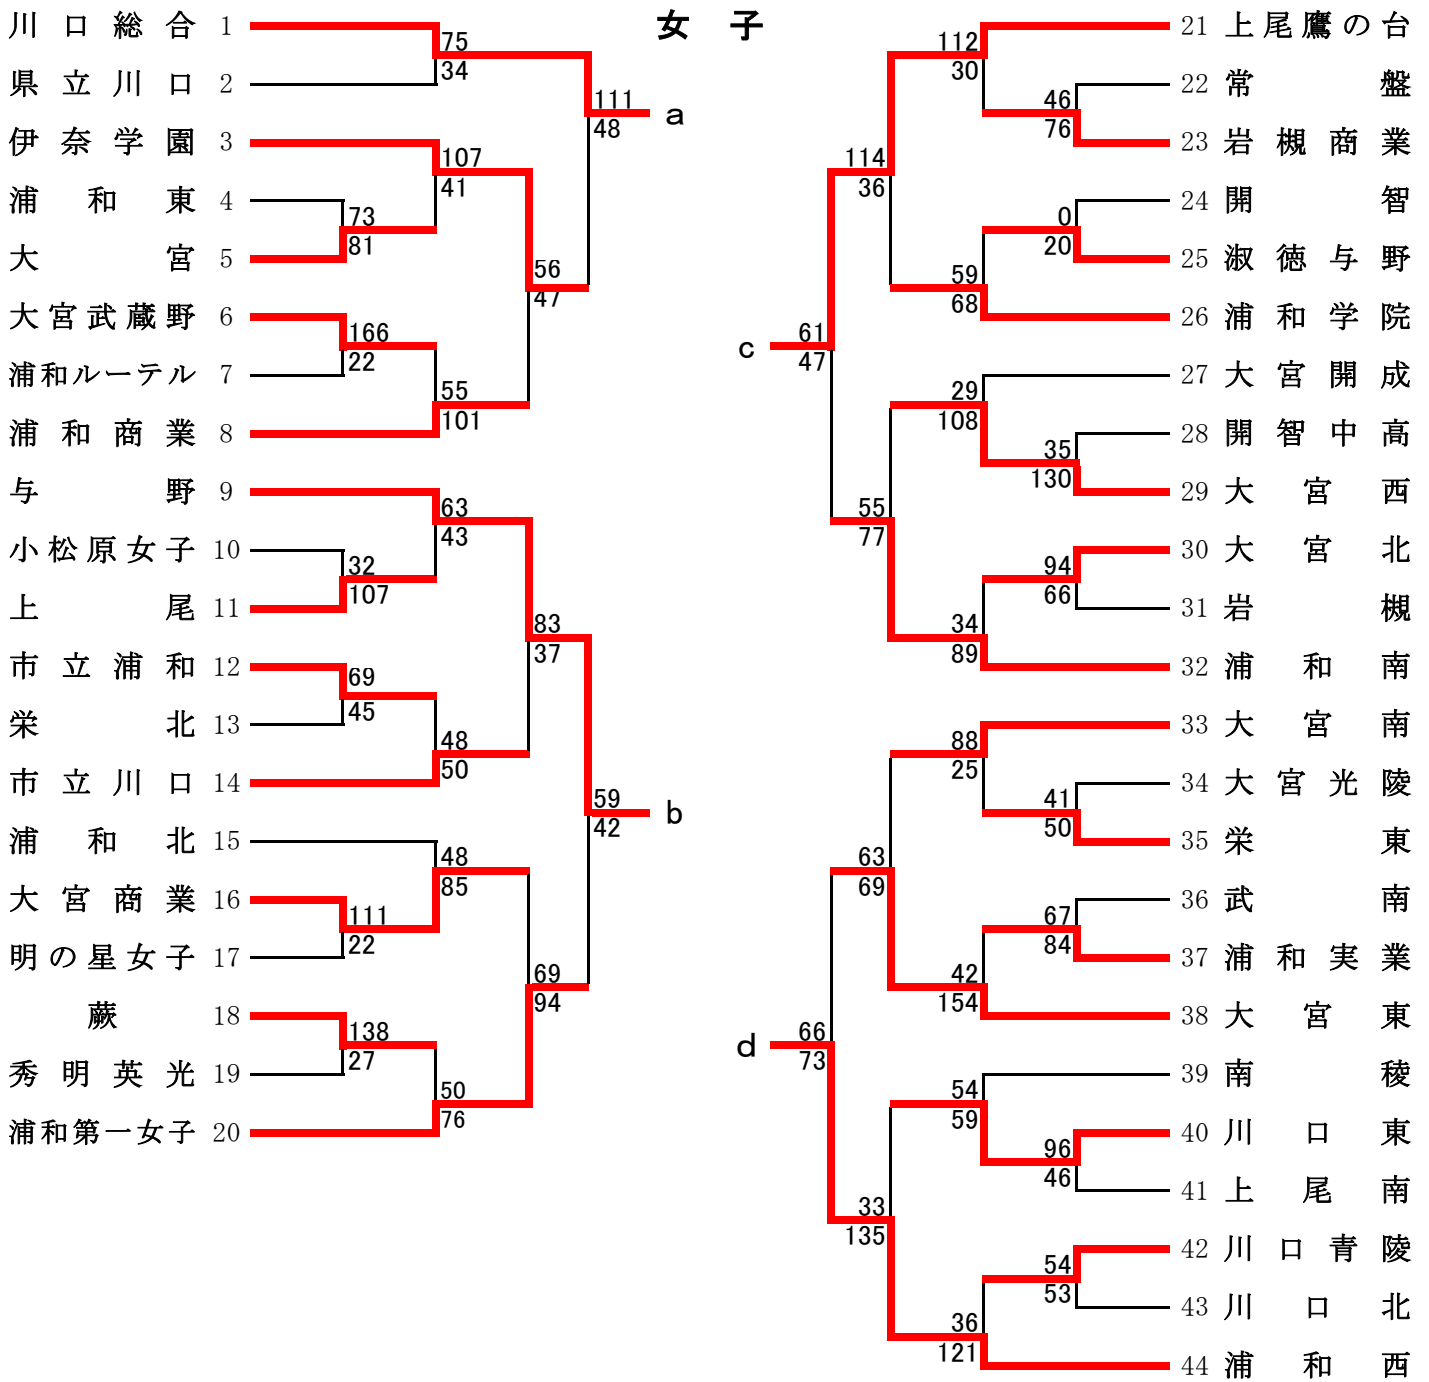 女 子
川口総合 1
県立川口 2
伊奈学園 3
浦和東 4
大宮 5
大宮武蔵野 6
浦和ルーテル 7
浦和商業 8
与野 9
小松原女子 10
上尾 11
市立浦和 12
栄北 13
市立川口 14
浦和北 15
大宮商業 16
明の星女子 17
蕨 18
秀明英光 19
浦和第一女子 20
75
34
107
41
73
81
166
22
55
101
56
47
111
48
a
63
43
32
107
69
45
48
50
83
37
48
85
111
22
138
27
50
76
69
94
59
42
b
21 上尾鷹の台
22 常盤
23 岩槻商業
24 開智
25 淑徳与野
26 浦和学院
27 大宮開成
28 開智中高
29 大宮西
30 大宮北
31 岩槻
32 浦和南
33 大宮南
34 大宮光陵
35 栄東
36 武南
37 浦和実業
38 大宮東
39 南稜
40 川口東
41 上尾南
42 川口青陵
43 川口北
44 浦和西
112
30
46
76
114
36
0
20
59
68
c
61
47
29
108
35
130
55
77
94
66
34
89
88
25
41
50
63
69
67
84
42
154
d
66
73
54
59
96
46
33
135
54
53
36
121